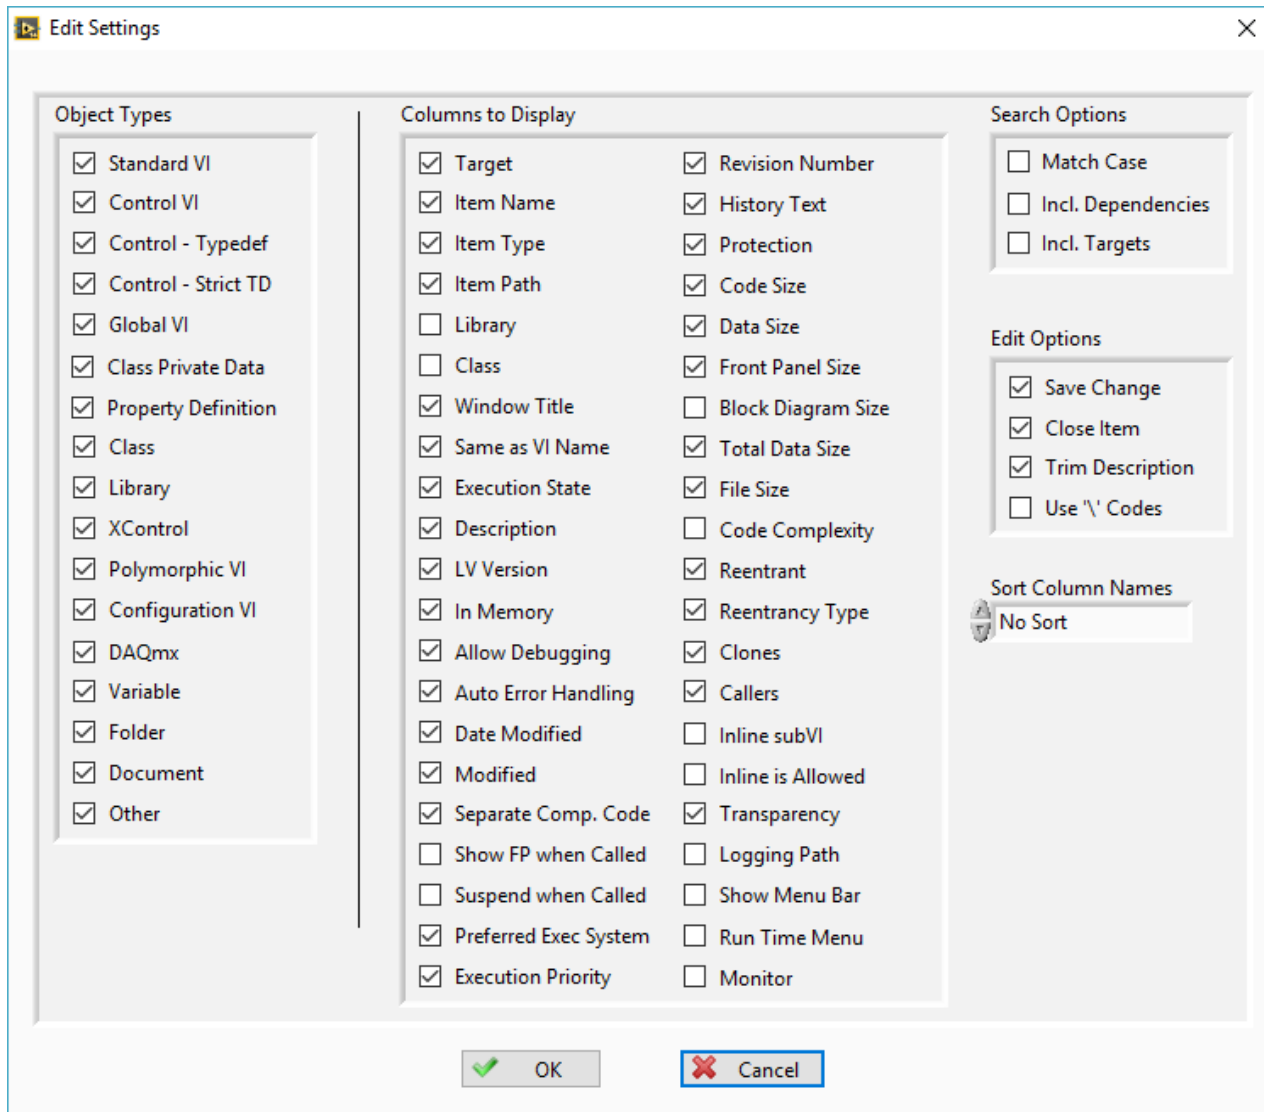 Edit Settings
Object Types
Standard VI
Control VI
Control - Typedef
Control - Strict TD
Global VI
Class Private Data
Property Definition
Class
Library
XControl
Polymorphic VI
Configuration VI
DAQmx
Variable
Folder
Document
Other
Columns to Display
Target
Item Name
Item Type
Item Path
Library
Class
Window Title
Same as VI Name
Execution State
Description
LV Version
In Memory
Allow Debugging
Auto Error Handling
Date Modified
Modified
Separate Comp. Code
Show FP when Called
Suspend when Called
Preferred Exec System
Execution Priority
Revision Number
History Text
Protection
Code Size
Data Size
Front Panel Size
Block Diagram Size
Total Data Size
File Size
Code Complexity
Reentrant
Reentrancy Type
Clones
Callers
Inline subVI
Inline is Allowed
Transparency
Logging Path
Show Menu Bar
Run Time Menu
Monitor
Search Options
Match Case
Incl. Dependencies
Incl. Targets
Edit Options
Save Change
Close Item
Trim Description
Use '\' Codes
Sort Column Names
No Sort
OK
Cancel